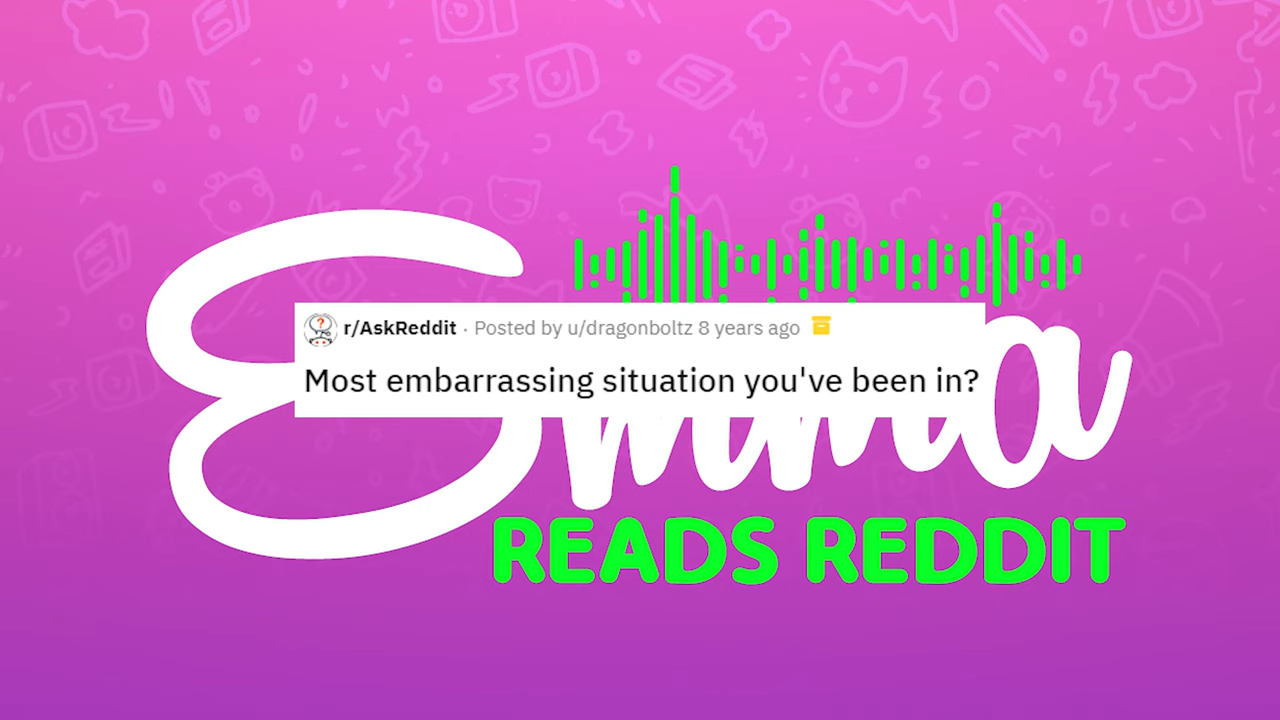 r/AskReddit · Posted by u/dragonboltz 8 years ago
Most embarrassing situation you've been in?
Emma
READS REDDIT